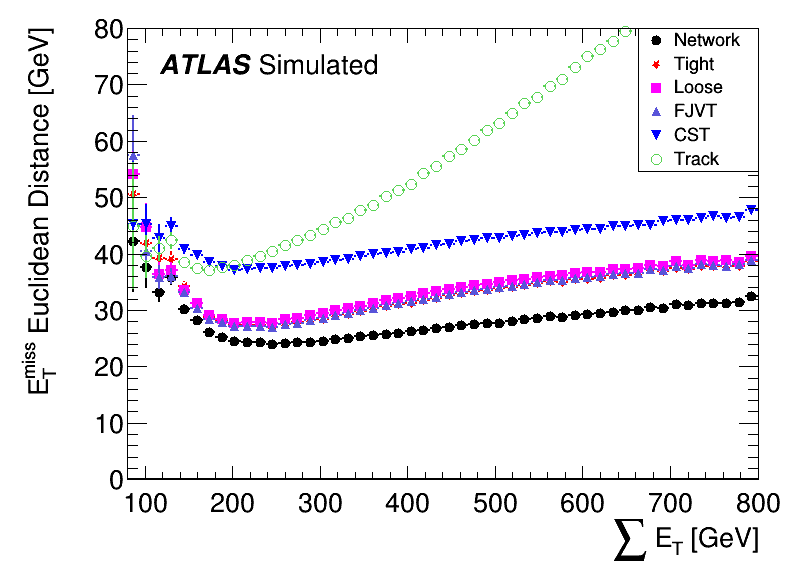 E_T^miss Euclidean Distance [GeV]
80
70
60
50
40
30
20
10
0
ATLAS Simulated
Network
Tight
Loose
FJVT
CST
Track
100 200 300 400 500 600 700 800
∑ E_T [GeV]